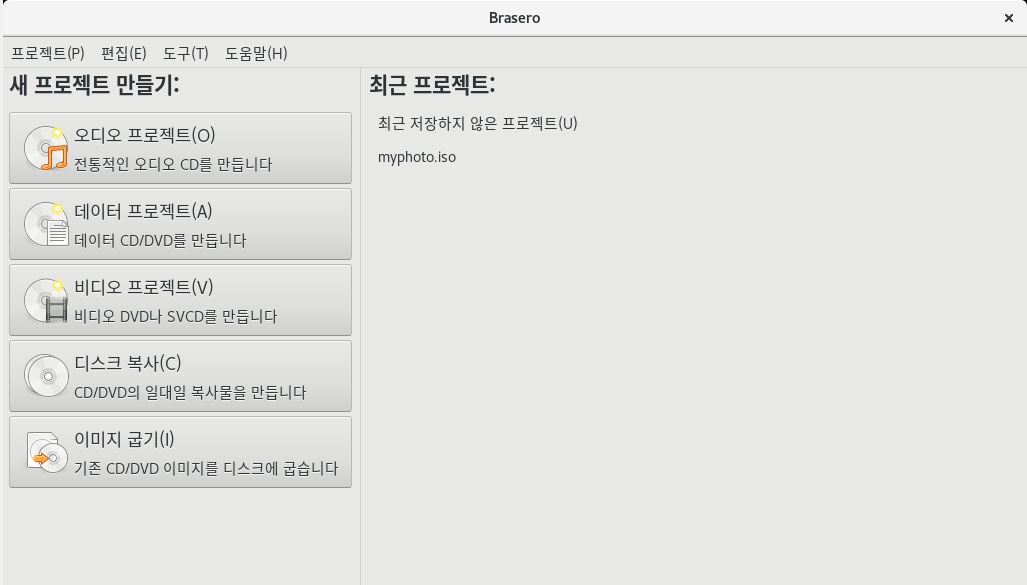 Brasero
프로젝트(P) 편집(E) 도구(T) 도움말(H)
새 프로젝트 만들기:
오디오 프로젝트(O)
전통적인 오디오 CD를 만듭니다
데이터 프로젝트(A)
데이터 CD/DVD를 만듭니다
비디오 프로젝트(V)
비디오 DVD나 SVCD를 만듭니다
디스크 복사(C)
CD/DVD의 일대일 복사물을 만듭니다
이미지 굽기(I)
기존 CD/DVD 이미지를 디스크에 굽습니다
최근 프로젝트:
최근 저장하지 않은 프로젝트(U)
myphoto.iso